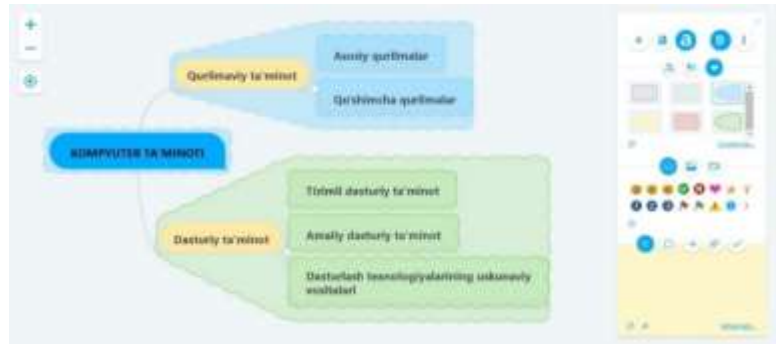 Qurilmaviy ta'minot
Asosiy qurilmalar
Qo'shimcha qurilmalar
KOMPYUTER TA'MINOTI
Dasturiy ta'minot
Tizimli dasturiy ta'minot
Amaliy dasturiy ta'minot
Dasturlash texnologiyalarining uskunaviy
vositalari